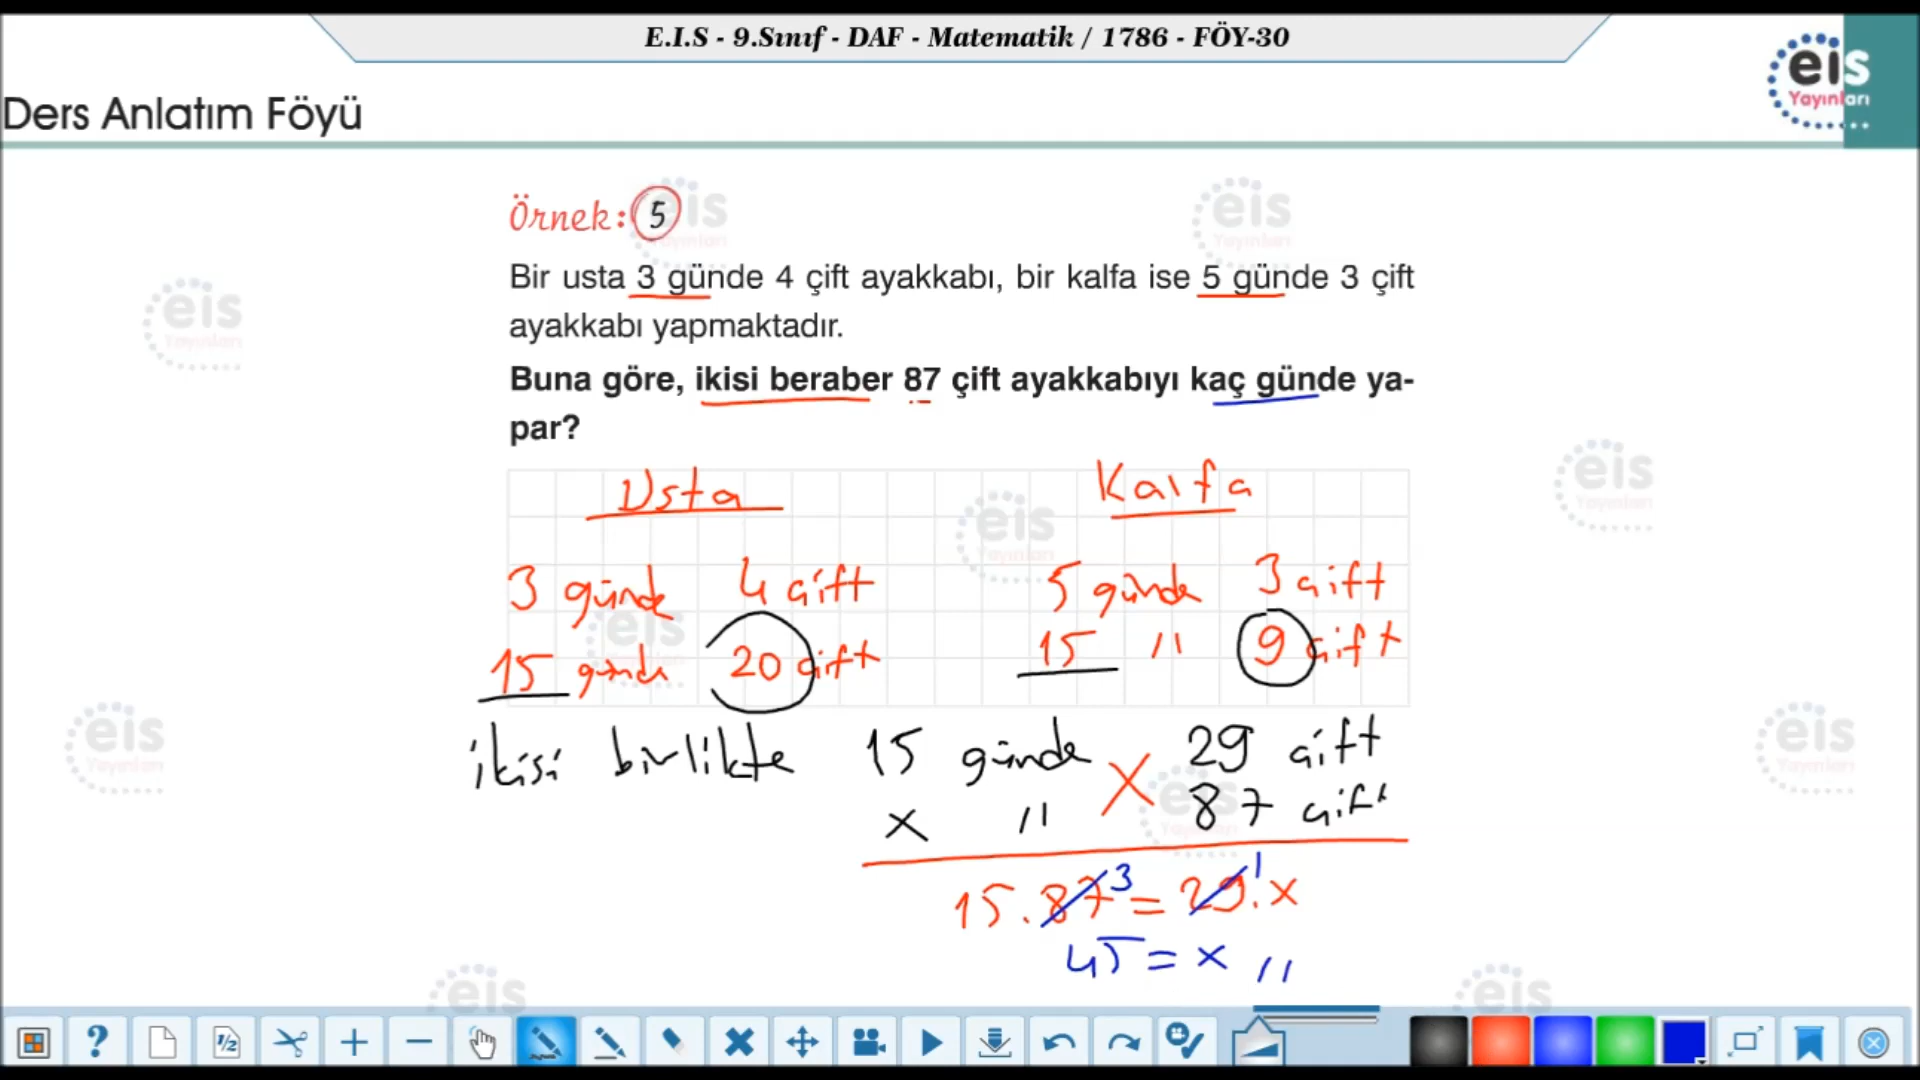 E.I.S - 9.Sınıf - DAF - Matematik / 1786 - FÖY-30
eis
Yayınları
Ders Anlatım Föyü
Örnek: 5
Bir usta 3 günde 4 çift ayakkabı, bir kalfa ise 5 günde 3 çift
ayakkabı yapmaktadır.
Buna göre, ikisi beraber 87 çift ayakkabıyı kaç günde ya-
par?
Usta Kalfa
3 günde 4 çift 5 günde 3 çift
15 günde 20 çift 15 " 9 çift
ikisi birlikte 15 günde 29 çift
x " 87 çift
15.87 3 = 29 1.x
45 = x "